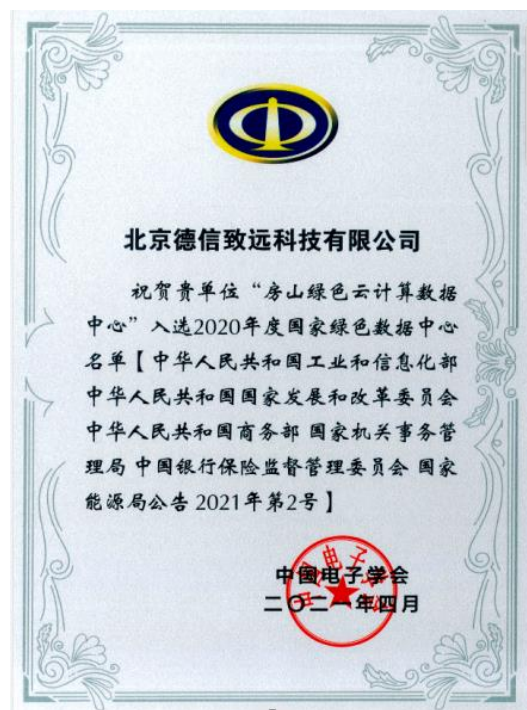 北京德信致远科技有限公司
祝贺贵单位“房山绿色云计算数据
中心”入选2020年度国家绿色数据中心
名单【中华人民共和国工业和信息化部
中华人民共和国国家发展和改革委员会
中华人民共和国商务部 国家机关事务管
理局 中国银行保险监督管理委员会 国家
能源局公告 2021年第2号】
中国电子学会
二〇二一年四月